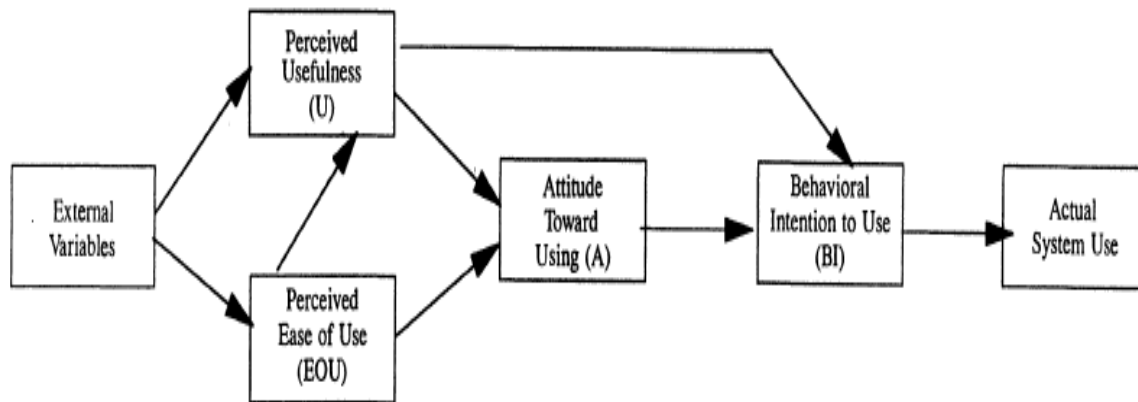 Perceived
Usefulness
(U)
External
Variables
Perceived
Ease of Use
(EOU)
Attitude
Toward
Using (A)
Behavioral
Intention to Use
(BI)
Actual
System Use